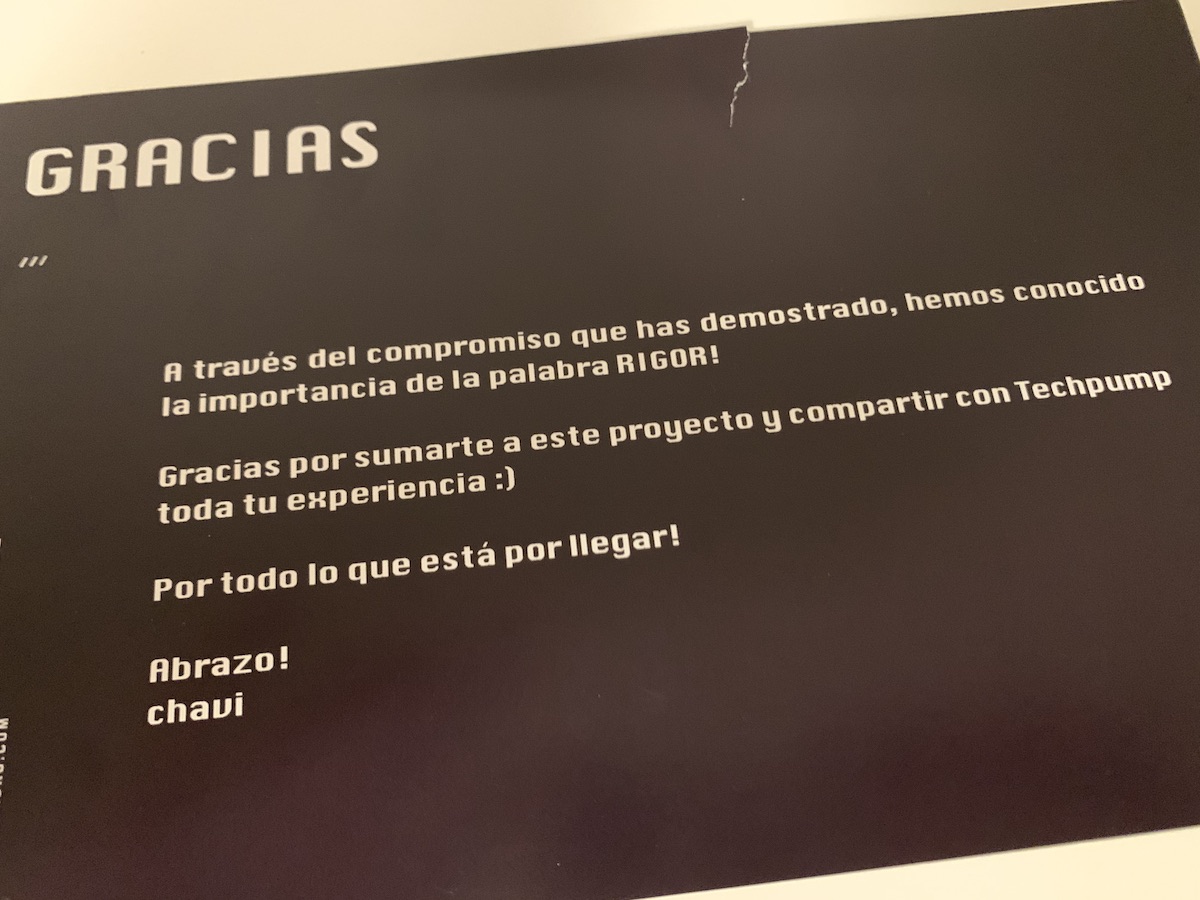 GRACIAS
///
A través del compromiso que has demostrado, hemos conocido
la importancia de la palabra RIGOR!
Gracias por sumarte a este proyecto y compartir con Techpump
toda tu experiencia :)
Por todo lo que está por llegar!
Abrazo!
chavi